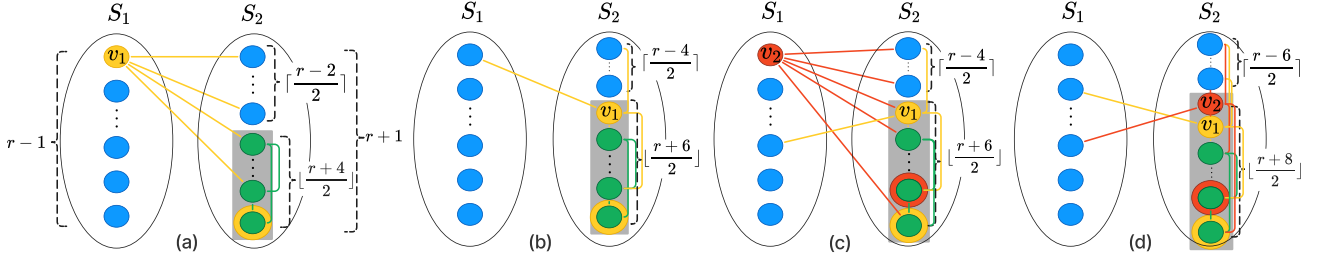 S₁ S₂ S₁ S₂ S₁ S₂ S₁ S₂
v₁
r − 1
⌈(r − 2)/2⌉
⌊(r + 4)/2⌋
r + 1
(a)
⌈(r − 4)/2⌉
v₁
⌊(r + 6)/2⌋
(b)
v₂
⌈(r − 4)/2⌉
v₁
⌊(r + 6)/2⌋
(c)
⌈(r − 6)/2⌉
v₂
v₁
⌊(r + 8)/2⌋
(d)